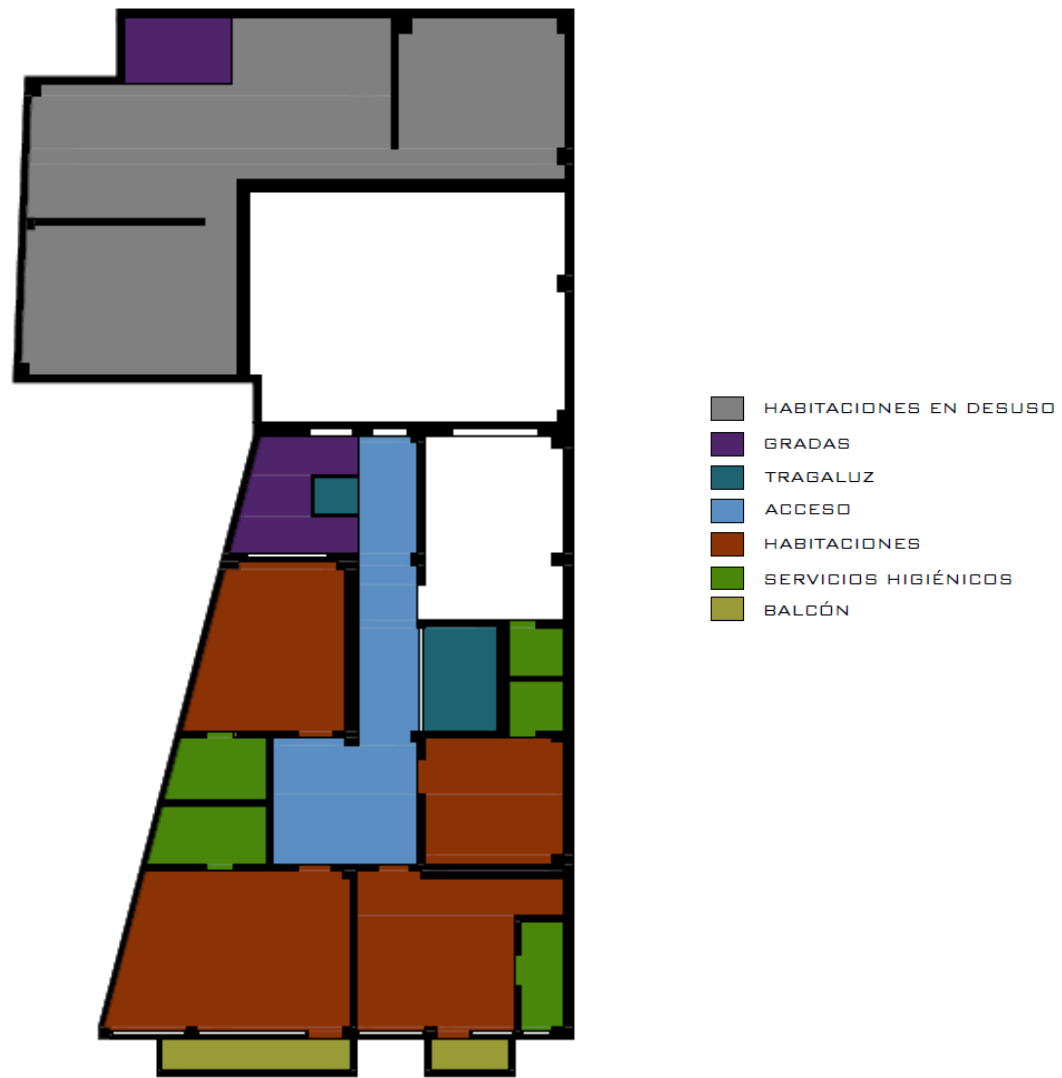 HABITACIONES EN DESUSO
GRADAS
TRAGALUZ
ACCESO
HABITACIONES
SERVICIOS HIGIÉNICOS
BALCÓN